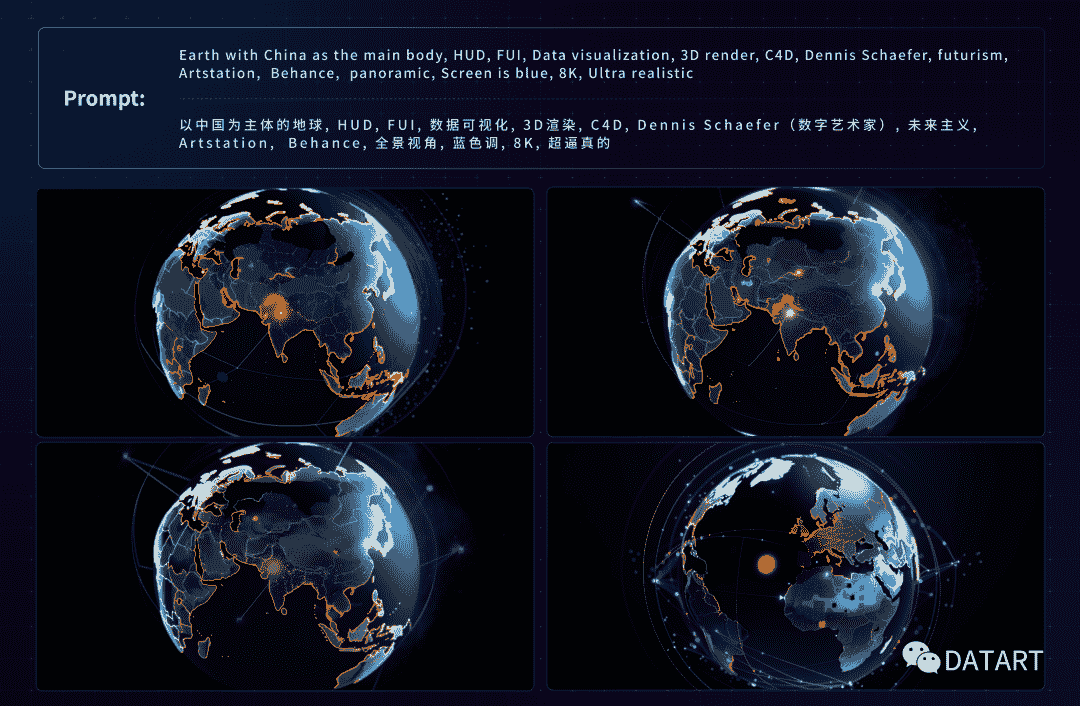 Prompt:
Earth with China as the main body, HUD, FUI, Data visualization, 3D render, C4D, Dennis Schaefer, futurism,
Artstation, Behance, panoramic, Screen is blue, 8K, Ultra realistic
以中国为主体的地球, HUD, FUI, 数据可视化, 3D渲染, C4D, Dennis Schaefer（数字艺术家）, 未来主义,
Artstation, Behance, 全景视角, 蓝色调, 8K, 超逼真的
DATART